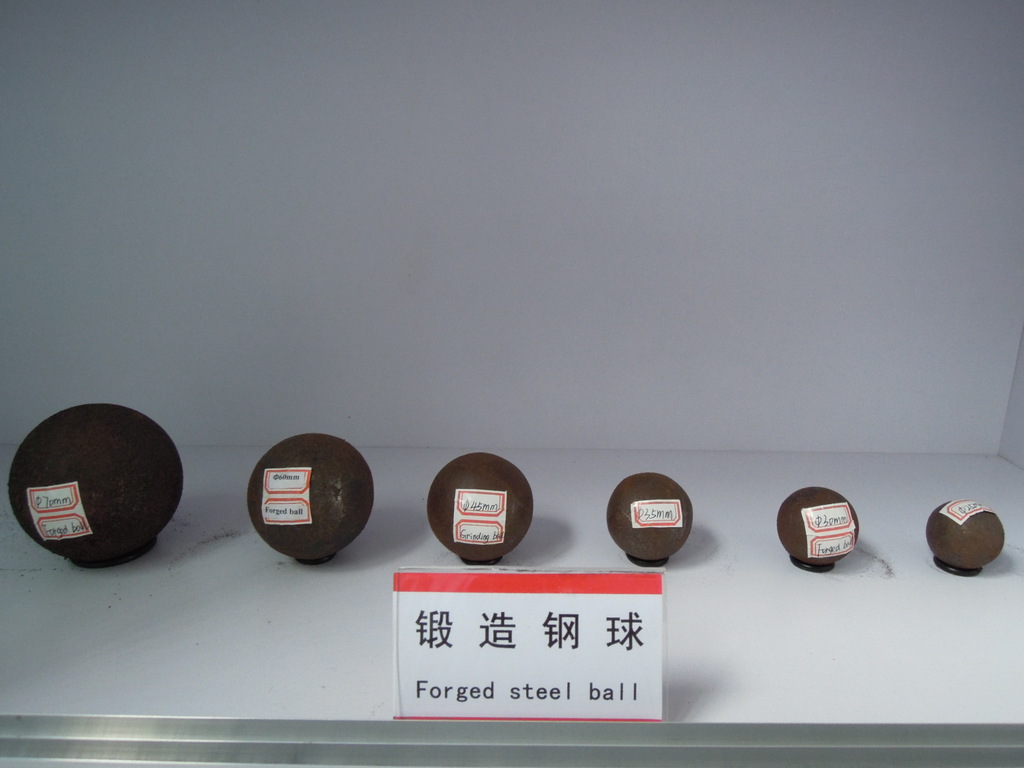 Φ70mm
Forged ball
Φ60mm
Forged ball
Φ45mm
Grinding
Φ35mm
Φ30mm
Forged ball
锻造钢球
Forged steel ball